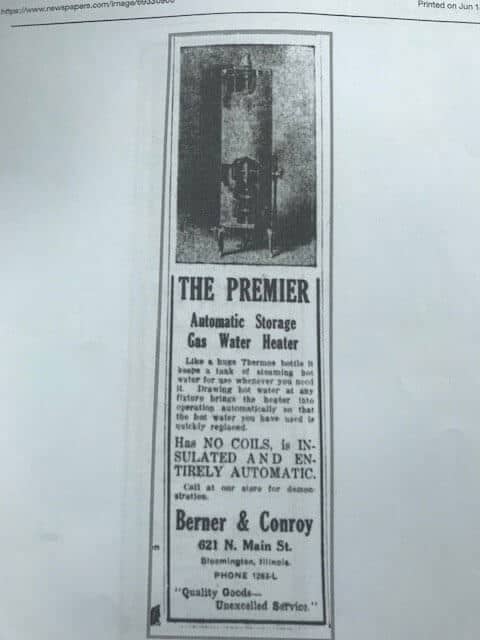 https://www.newspapers.com/image/
Printed on Jun 1
THE PREMIER
Automatic Storage
Gas Water Heater
Like a huge Thermos bottle it
keeps a tank of steaming hot
water for use whenever you need
it. Drawing hot water at any
fixture brings the heater into
operation automatically so that
the hot water you have used is
quickly replaced.
Has NO COILS, is IN-
SULATED AND EN-
TIRELY AUTOMATIC.
Call at our store for demon-
stration.
Berner & Conroy
621 N. Main St.
Bloomington, Illinois.
PHONE 1263-L
"Quality Goods—
Unexcelled Service."